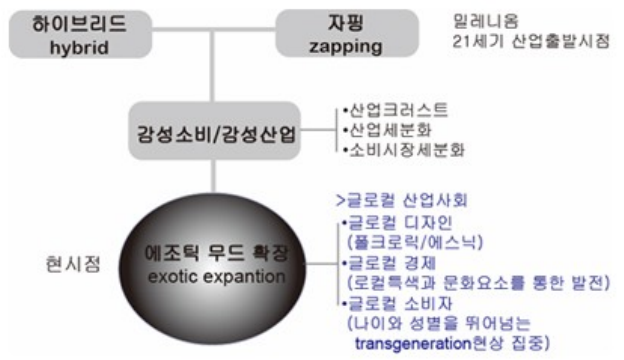 하이브리드
hybrid
자핑
zapping
밀레니옴
21세기 산업출발시점
감성소비/감성산업
•산업크러스트
•산업세분화
•소비시장세분화
현시점
에조틱 무드 확장
exotic expantion
>글로컬 산업사회
•글로컬 디자인
(폴크로릭/에스닉)
•글로컬 경제
(로컬특색과 문화요소를 통한 발전)
•글로컬 소비자
(나이와 성별을 뛰어넘는
transgeneration현상 집중)